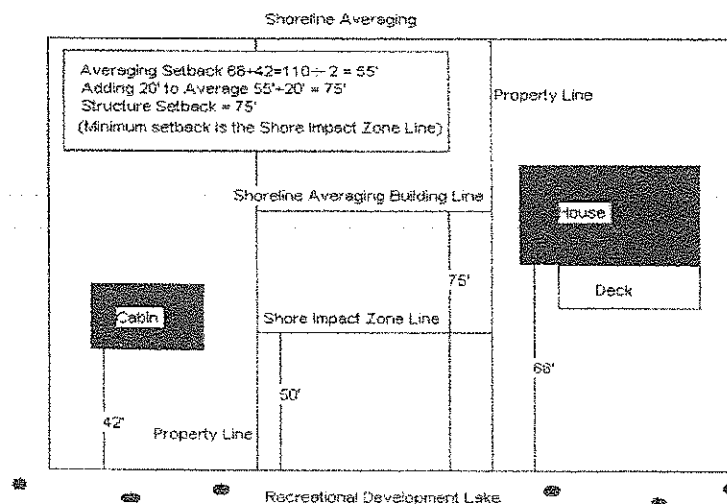 Shoreline Averaging
Averaging Setback 68+42=110÷2 = 55'
Adding 20' to Average 55'+20' = 75'
Structure Setback = 75'
(Minimum setback is the Shore Impact Zone Line)
Property Line
Shoreline Averaging Building Line
House
75'
Deck
Cabin
Shore Impact Zone Line
50'
68'
42'
Property Line
Recreational Development Lake